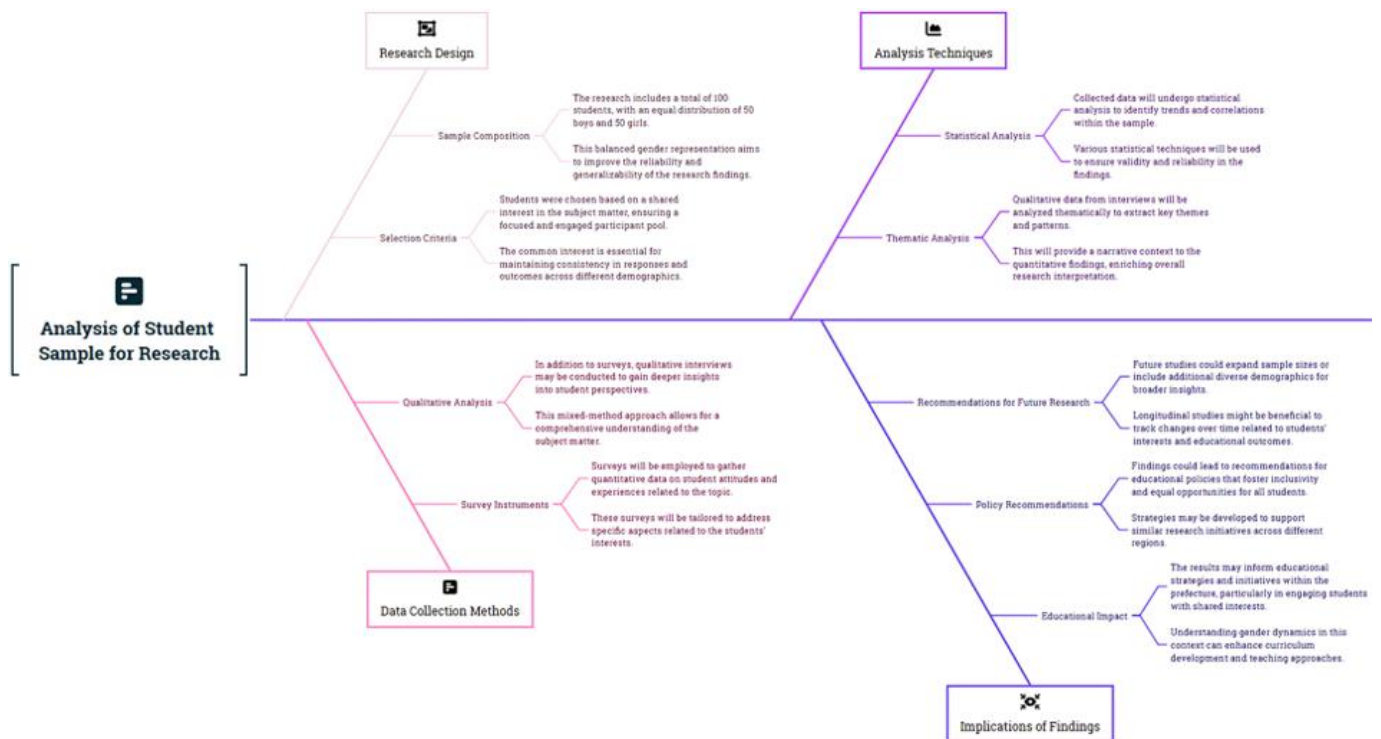 Research Design
Sample Composition
The research includes a total of 100
students, with an equal distribution of 50
boys and 50 girls.
This balanced gender representation aims
to improve the reliability and
generalizability of the research findings.
Selection Criteria
Students were chosen based on a shared
interest in the subject matter, ensuring a
focused and engaged participant pool.
The common interest is essential for
maintaining consistency in responses and
outcomes across different demographics.
Analysis Techniques
Statistical Analysis
Collected data will undergo statistical
analysis to identify trends and correlations
within the sample.
Various statistical techniques will be used
to ensure validity and reliability in the
findings.
Thematic Analysis
Qualitative data from interviews will be
analyzed thematically to extract key themes
and patterns.
This will provide a narrative context to the
quantitative findings, enriching overall
research interpretation.
Analysis of Student
Sample for Research
Qualitative Analysis
In addition to surveys, qualitative interviews
may be conducted to gain deeper insights
into student perspectives.
This mixed-method approach allows for a
comprehensive understanding of the
subject matter.
Survey Instruments
Surveys will be employed to gather
quantitative data on student attitudes and
experiences related to the topic.
These surveys will be tailored to address
specific aspects related to the students'
interests.
Data Collection Methods
Recommendations for Future Research
Future studies could expand sample sizes or
include additional diverse demographics for
broader insights.
Longitudinal studies might be beneficial to
track changes over time related to students'
interests and educational outcomes.
Policy Recommendations
Findings could lead to recommendations for
educational policies that foster inclusivity
and equal opportunities for all students.
Strategies may be developed to support
similar research initiatives across different
regions.
Educational Impact
The results may inform educational
strategies and initiatives within the
prefecture, particularly in engaging students
with shared interests.
Understanding gender dynamics in this
context can enhance curriculum
development and teaching approaches.
Implications of Findings